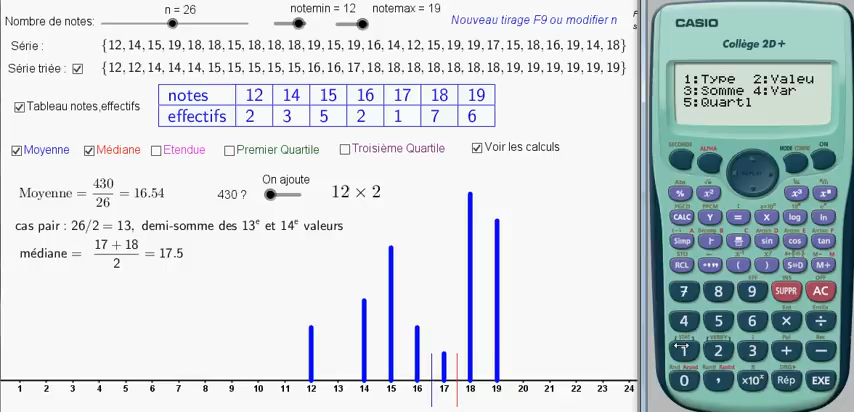 n = 26
notemin = 12 notemax = 19
Nombre de notes:
Nouveau tirage F9 ou modifier n
Série : {12, 14, 15, 19, 18, 18, 15, 18, 18, 18, 19, 15, 19, 16, 14, 12, 15, 19, 19, 17, 15, 18, 16, 19, 14, 18}
Série triée : {12, 12, 14, 14, 14, 15, 15, 15, 15, 15, 16, 16, 17, 18, 18, 18, 18, 18, 18, 18, 19, 19, 19, 19, 19, 19}
Tableau notes,effectifs
notes 12 14 15 16 17 18 19
effectifs 2 3 5 2 1 7 6
Moyenne Médiane Etendue Premier Quartile Troisième Quartile Voir les calculs
Moyenne = 430/26 = 16.54
430 ? On ajoute 12 × 2
cas pair : 26/2 = 13, demi-somme des 13e et 14e valeurs
médiane = 17 + 18/2 = 17.5
1 2 3 4 5 6 7 8 9 10 11 12 13 14 15 16 17 18 19 20 21 22 23 24
CASIO
Collège 2D+
1:Type 2:Valeu
3:Somme 4:Var
5:Quartl
SECONDE ALPHA MODE ON
REPLAY
CALC Y = X log ln
Simp sin cos tan
RCL ( ) S⇔D M+
7 8 9 SUPPR AC
4 5 6 × ÷
1 2 3 + −
0 , ×10ˣ Rép EXE